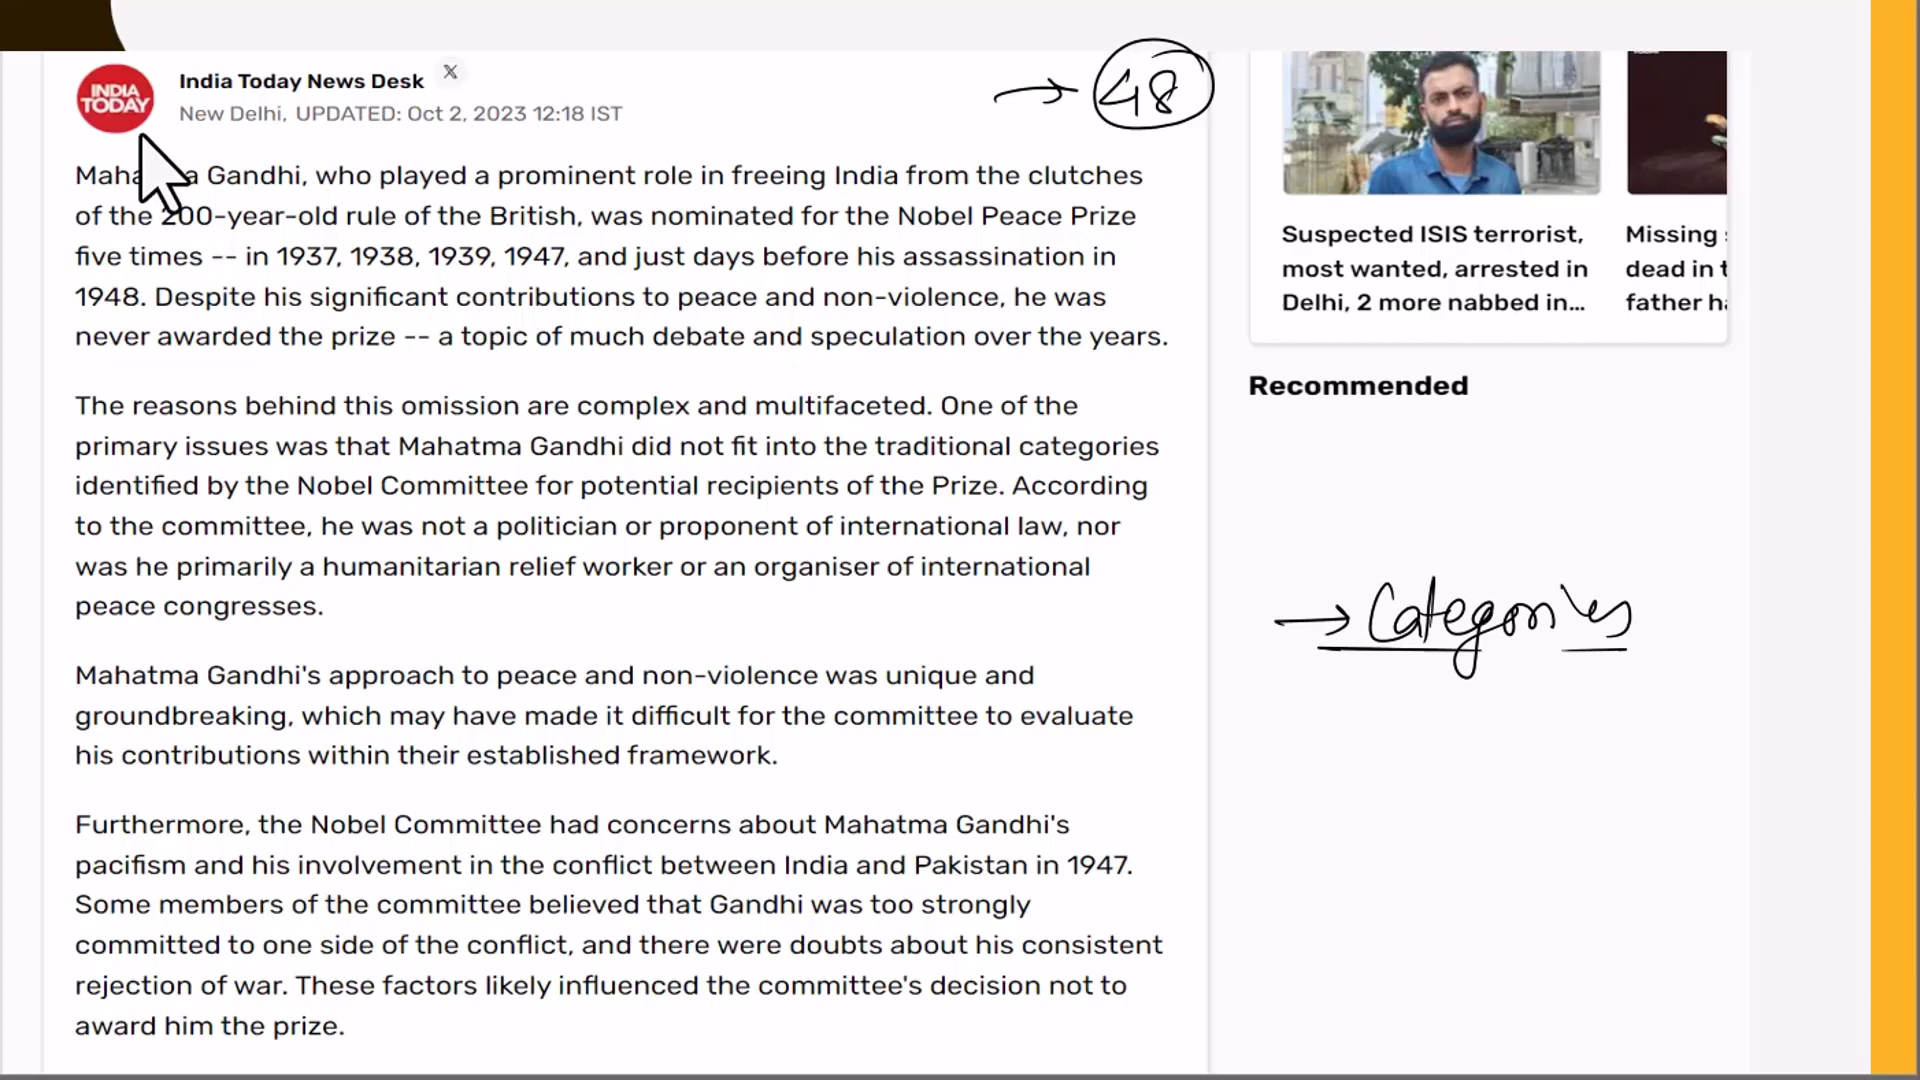 INDIA
TODAY
India Today News Desk X
New Delhi, UPDATED: Oct 2, 2023 12:18 IST
→ 48
Gandhi, who played a prominent role in freeing India from the clutches
of the 200-year-old rule of the British, was nominated for the Nobel Peace Prize
five times -- in 1937, 1938, 1939, 1947, and just days before his assassination in
1948. Despite his significant contributions to peace and non-violence, he was
never awarded the prize -- a topic of much debate and speculation over the years.
The reasons behind this omission are complex and multifaceted. One of the
primary issues was that Mahatma Gandhi did not fit into the traditional categories
identified by the Nobel Committee for potential recipients of the Prize. According
to the committee, he was not a politician or proponent of international law, nor
was he primarily a humanitarian relief worker or an organiser of international
peace congresses.
Mahatma Gandhi's approach to peace and non-violence was unique and
groundbreaking, which may have made it difficult for the committee to evaluate
his contributions within their established framework.
Furthermore, the Nobel Committee had concerns about Mahatma Gandhi's
pacifism and his involvement in the conflict between India and Pakistan in 1947.
Some members of the committee believed that Gandhi was too strongly
committed to one side of the conflict, and there were doubts about his consistent
rejection of war. These factors likely influenced the committee's decision not to
award him the prize.
Suspected ISIS terrorist,
most wanted, arrested in
Delhi, 2 more nabbed in...
Missing
dead in
father
Recommended
→ Categories